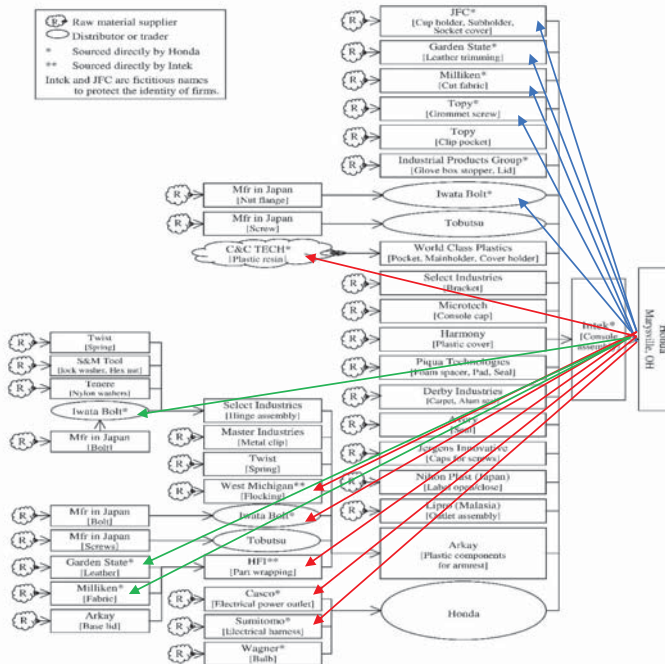 Raw material supplier
Distributor or trader
* Sourced directly by Honda
** Sourced directly by Intek
Intek and JFC are fictitious names
to protect the identity of firms.
R
JFC*
[Cup holder, Subholder,
Socket cover]
R
Garden State*
[Leather trimming]
R
Milliken*
[Cut fabric]
R
Topy*
[Grommet screw]
R
Topy
[Clip pocket]
R
Industrial Products Group*
[Glove box stopper, Lid]
R
Mfr in Japan
[Nut flange]
Iwata Bolt*
R
Mfr in Japan
[Screw]
Tobutsu
C&C TECH*
[Plastic resin]
World Class Plastics
[Pocket, Mainholder, Cover holder]
R
Select Industries
[Bracket]
R
Microtech
[Console cap]
R
Harmony
[Plastic cover]
R
Piqua Technologies
[Foam spacer, Pad, Seal]
R
Derby Industries
[Carpet, Alum seal]
R
Avery
[Seal]
R
Jergens Innovative
[Caps for screws]
R
Nihon Plast (Japan)
[Label open/close]
R
Lipro (Malasia)
[Outlet assembly]
Arkay
[Plastic components
for armrest]
Honda
Intek*
[Console
assembly]
Honda
Marysville, OH
R
Twist
[Spring]
R
S&M Tool
[lock washer, Hex nut]
R
Tenere
[Nylon washers]
Iwata Bolt*
R
Mfr in Japan
[Bolt]
Select Industries
[Hinge assembly]
R
Master Industries
[Metal clip]
R
Twist
[Spring]
R
West Michigan**
[Flocking]
R
Mfr in Japan
[Bolt]
Iwata Bolt*
R
Mfr in Japan
[Screws]
Tobutsu
R
Garden State*
[Leather]
R
Milliken*
[Fabric]
R
Arkay
[Base lid]
HFI**
[Part wrapping]
R
Casco*
[Electrical power outlet]
R
Sumitomo*
[Electrical harness]
R
Wagner*
[Bulb]